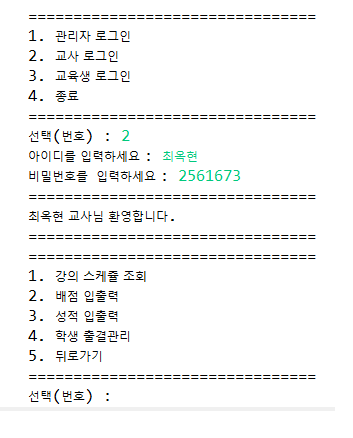 ================================
1. 관리자 로그인
2. 교사 로그인
3. 교육생 로그인
4. 종료
================================
선택(번호) : 2
아이디를 입력하세요 : 최옥현
비밀번호를 입력하세요 : 2561673
================================
최옥현 교사님 환영합니다.
================================
================================
1. 강의 스케쥴 조회
2. 배점 입출력
3. 성적 입출력
4. 학생 출결관리
5. 뒤로가기
================================
선택(번호) :